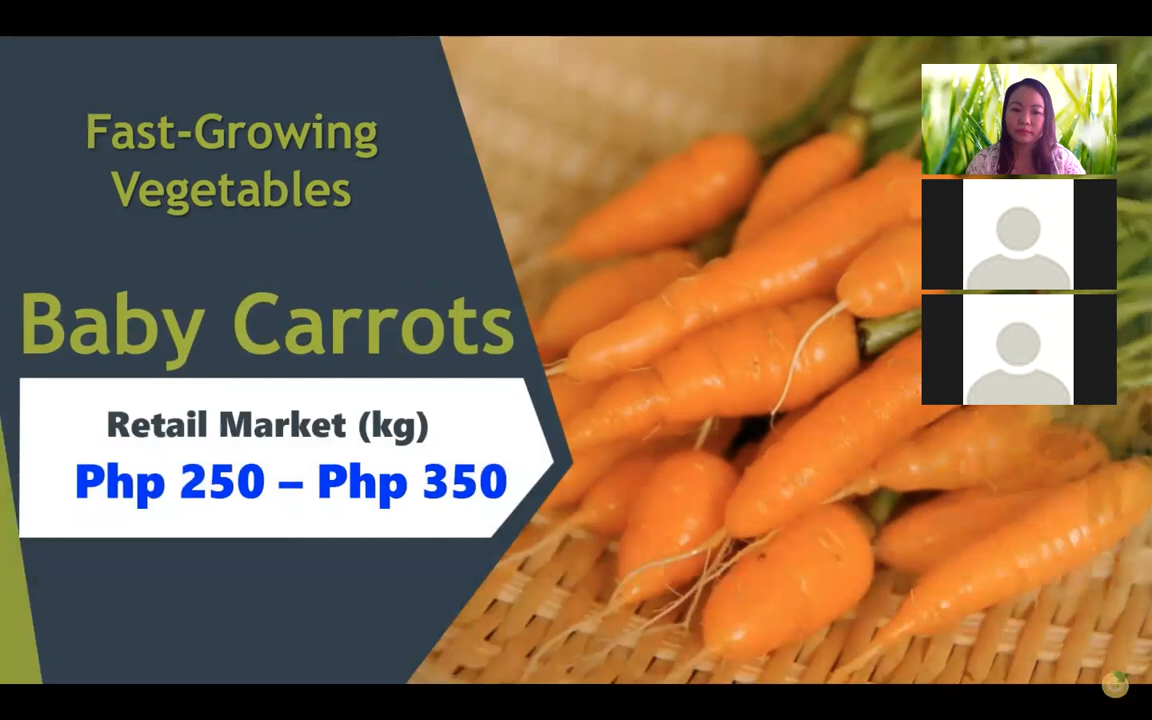 Fast-Growing
Vegetables
Baby Carrots
Retail Market (kg)
Php 250 – Php 350